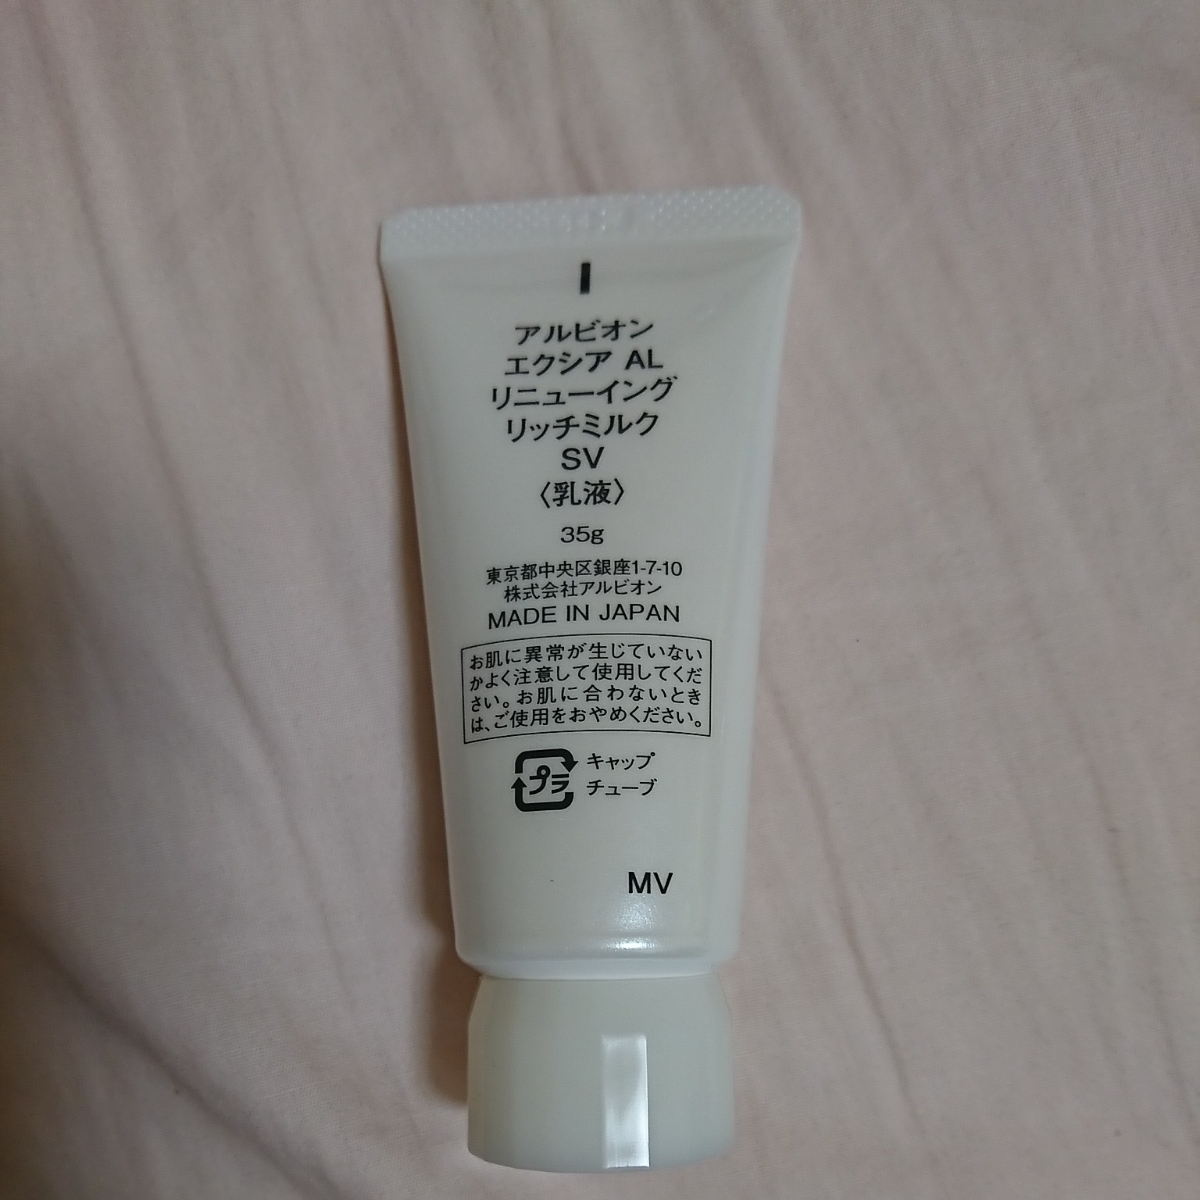 アルビオン
エクシア AL
リニューイング
リッチミルク
SV
〈乳液〉
35g
東京都中央区銀座1-7-10
株式会社アルビオン
MADE IN JAPAN
お肌に異常が生じていない
かよく注意して使用してくだ
さい。お肌に合わないとき
は、ご使用をおやめください。
プラ キャップ
チューブ
MV